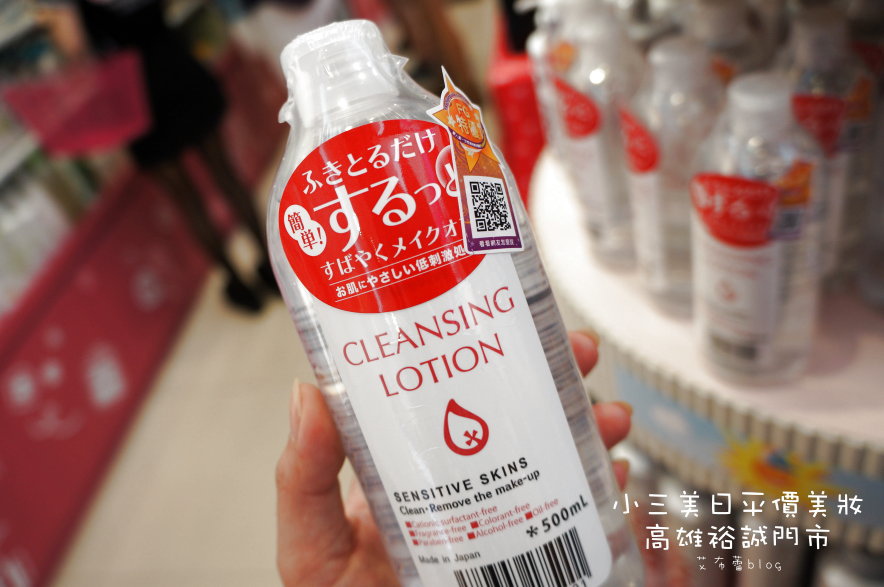 ふきとるだけ
簡単!
するっと
すばやくメイクオ
お肌にやさしい低刺激処
CLEANSING
LOTION
SENSITIVE SKINS
Clean・Remove the make-up
Cationic surfactant-free
Fragrance-free Colorant-free
Paraben-free Alcohol-free Oil-free
Made in Japan *500mL
小三美日平價美妝
高雄裕誠門市
艾布蕾blog